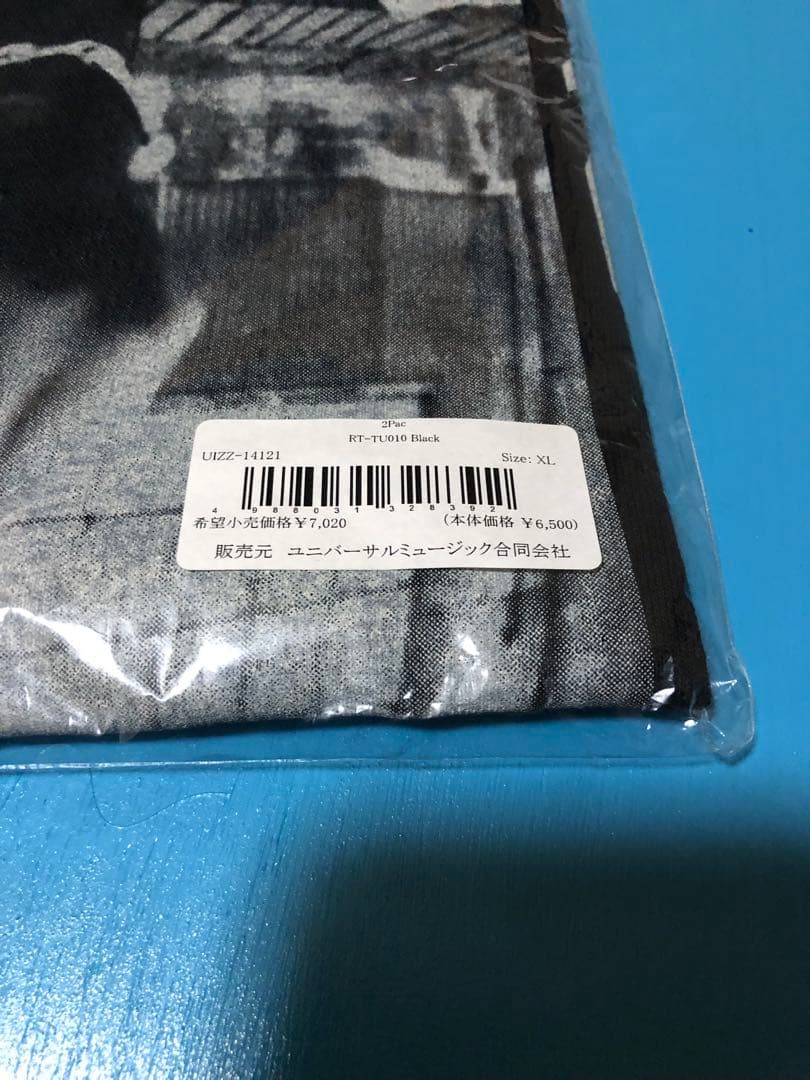 2Pac
RT-TU010 Black
UIZZ-14121 Size: XL
4988031328392
希望小売価格￥7,020 (本体価格 ￥6,500)
販売元 ユニバーサルミュージック合同会社